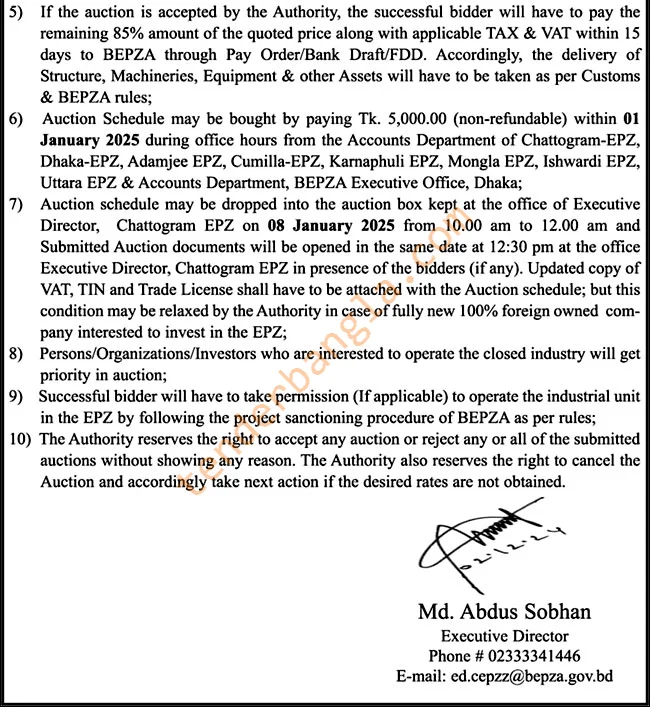 5) If the auction is accepted by the Authority, the successful bidder will have to pay the
remaining 85% amount of the quoted price along with applicable TAX & VAT within 15
days to BEPZA through Pay Order/Bank Draft/FDD. Accordingly, the delivery of
Structure, Machineries, Equipment & other Assets will have to be taken as per Customs
& BEPZA rules;
6) Auction Schedule may be bought by paying Tk. 5,000.00 (non-refundable) within 01
January 2025 during office hours from the Accounts Department of Chattogram-EPZ,
Dhaka-EPZ, Adamjee EPZ, Cumilla-EPZ, Karnaphuli EPZ, Mongla EPZ, Ishwardi EPZ,
Uttara EPZ & Accounts Department, BEPZA Executive Office, Dhaka;
7) Auction schedule may be dropped into the auction box kept at the office of Executive
Director, Chattogram EPZ on 08 January 2025 from 10.00 am to 12.00 am and
Submitted Auction documents will be opened in the same date at 12:30 pm at the office
Executive Director, Chattogram EPZ in presence of the bidders (if any). Updated copy of
VAT, TIN and Trade License shall have to be attached with the Auction schedule; but this
condition may be relaxed by the Authority in case of fully new 100% foreign owned com-
pany interested to invest in the EPZ;
8) Persons/Organizations/Investors who are interested to operate the closed industry will get
priority in auction;
9) Successful bidder will have to take permission (If applicable) to operate the industrial unit
in the EPZ by following the project sanctioning procedure of BEPZA as per rules;
10) The Authority reserves the right to accept any auction or reject any or all of the submitted
auctions without showing any reason. The Authority also reserves the right to cancel the
Auction and accordingly take next action if the desired rates are not obtained.
tenderbangla.com
02-12-24
Md. Abdus Sobhan
Executive Director
Phone # 02333341446
E-mail: ed.cepzz@bepza.gov.bd